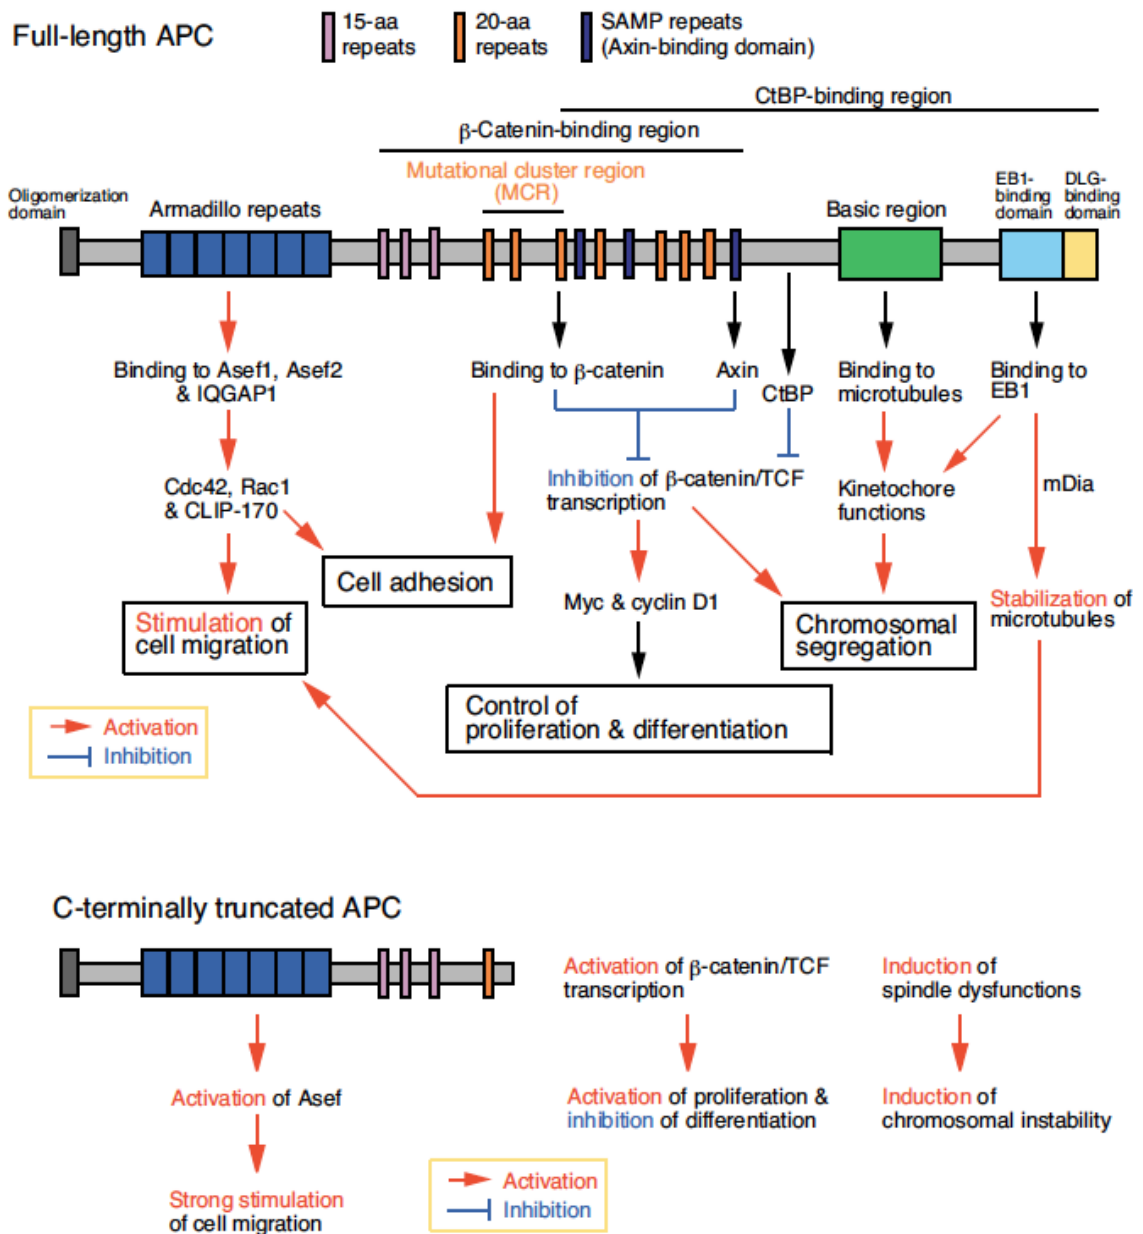 Full-length APC
15-aa
repeats
20-aa
repeats
SAMP repeats
(Axin-binding domain)
CtBP-binding region
β-Catenin-binding region
Mutational cluster region
(MCR)
Oligomerization
domain
Armadillo repeats
Basic region
EB1-
binding
domain
DLG-
binding
domain
Binding to Asef1, Asef2
& IQGAP1
Binding to β-catenin
Axin
CtBP
Binding to
microtubules
Binding to
EB1
Cdc42, Rac1
& CLIP-170
Inhibition of β-catenin/TCF
transcription
Kinetochore
functions
mDia
Cell adhesion
Myc & cyclin D1
Stimulation of
cell migration
Chromosomal
segregation
Stabilization of
microtubules
Control of
proliferation & differentiation
Activation
Inhibition
C-terminally truncated APC
Activation of Asef
Strong stimulation
of cell migration
Activation of β-catenin/TCF
transcription
Activation of proliferation &
inhibition of differentiation
Induction of
spindle dysfunctions
Induction of
chromosomal instability
Activation
Inhibition